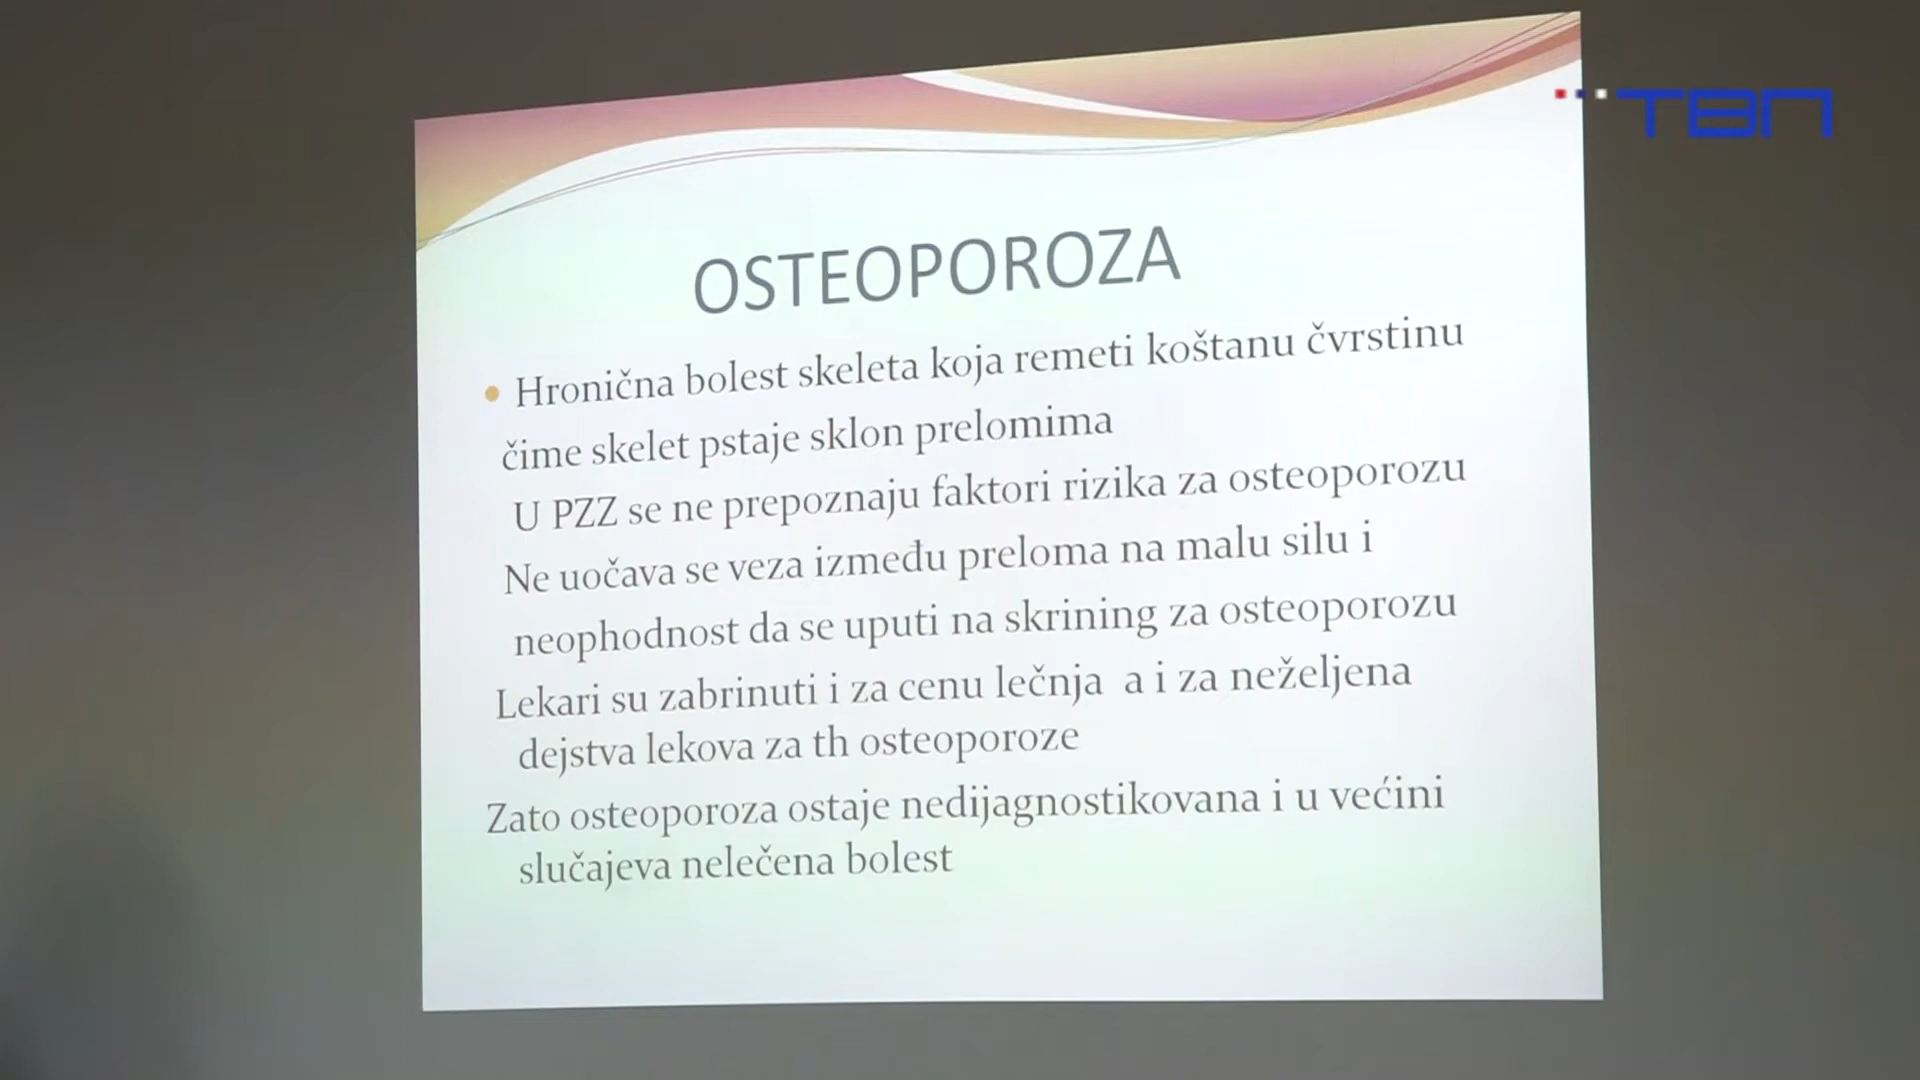 ТВП
OSTEOPOROZA
Hronična bolest skeleta koja remeti koštanu čvrstinu
čime skelet pstaje sklon prelomima
U PZZ se ne prepoznaju faktori rizika za osteoporozu
Ne uočava se veza između preloma na malu silu i
neophodnost da se uputi na skrining za osteoporozu
Lekari su zabrinuti i za cenu lečnja a i za neželjena
dejstva lekova za th osteoporoze
Zato osteoporoza ostaje nedijagnostikovana i u većini
slučajeva nelečena bolest